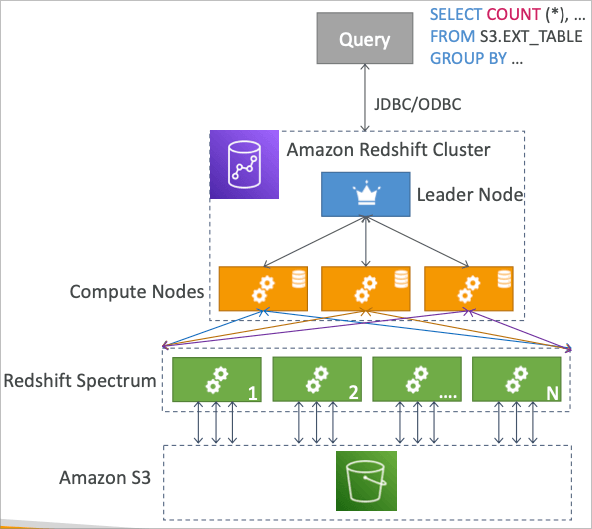 Query
SELECT COUNT (*), ...
FROM S3.EXT_TABLE
GROUP BY ...
JDBC/ODBC
Amazon Redshift Cluster
Leader Node
Compute Nodes
Redshift Spectrum
1
2
....
N
Amazon S3